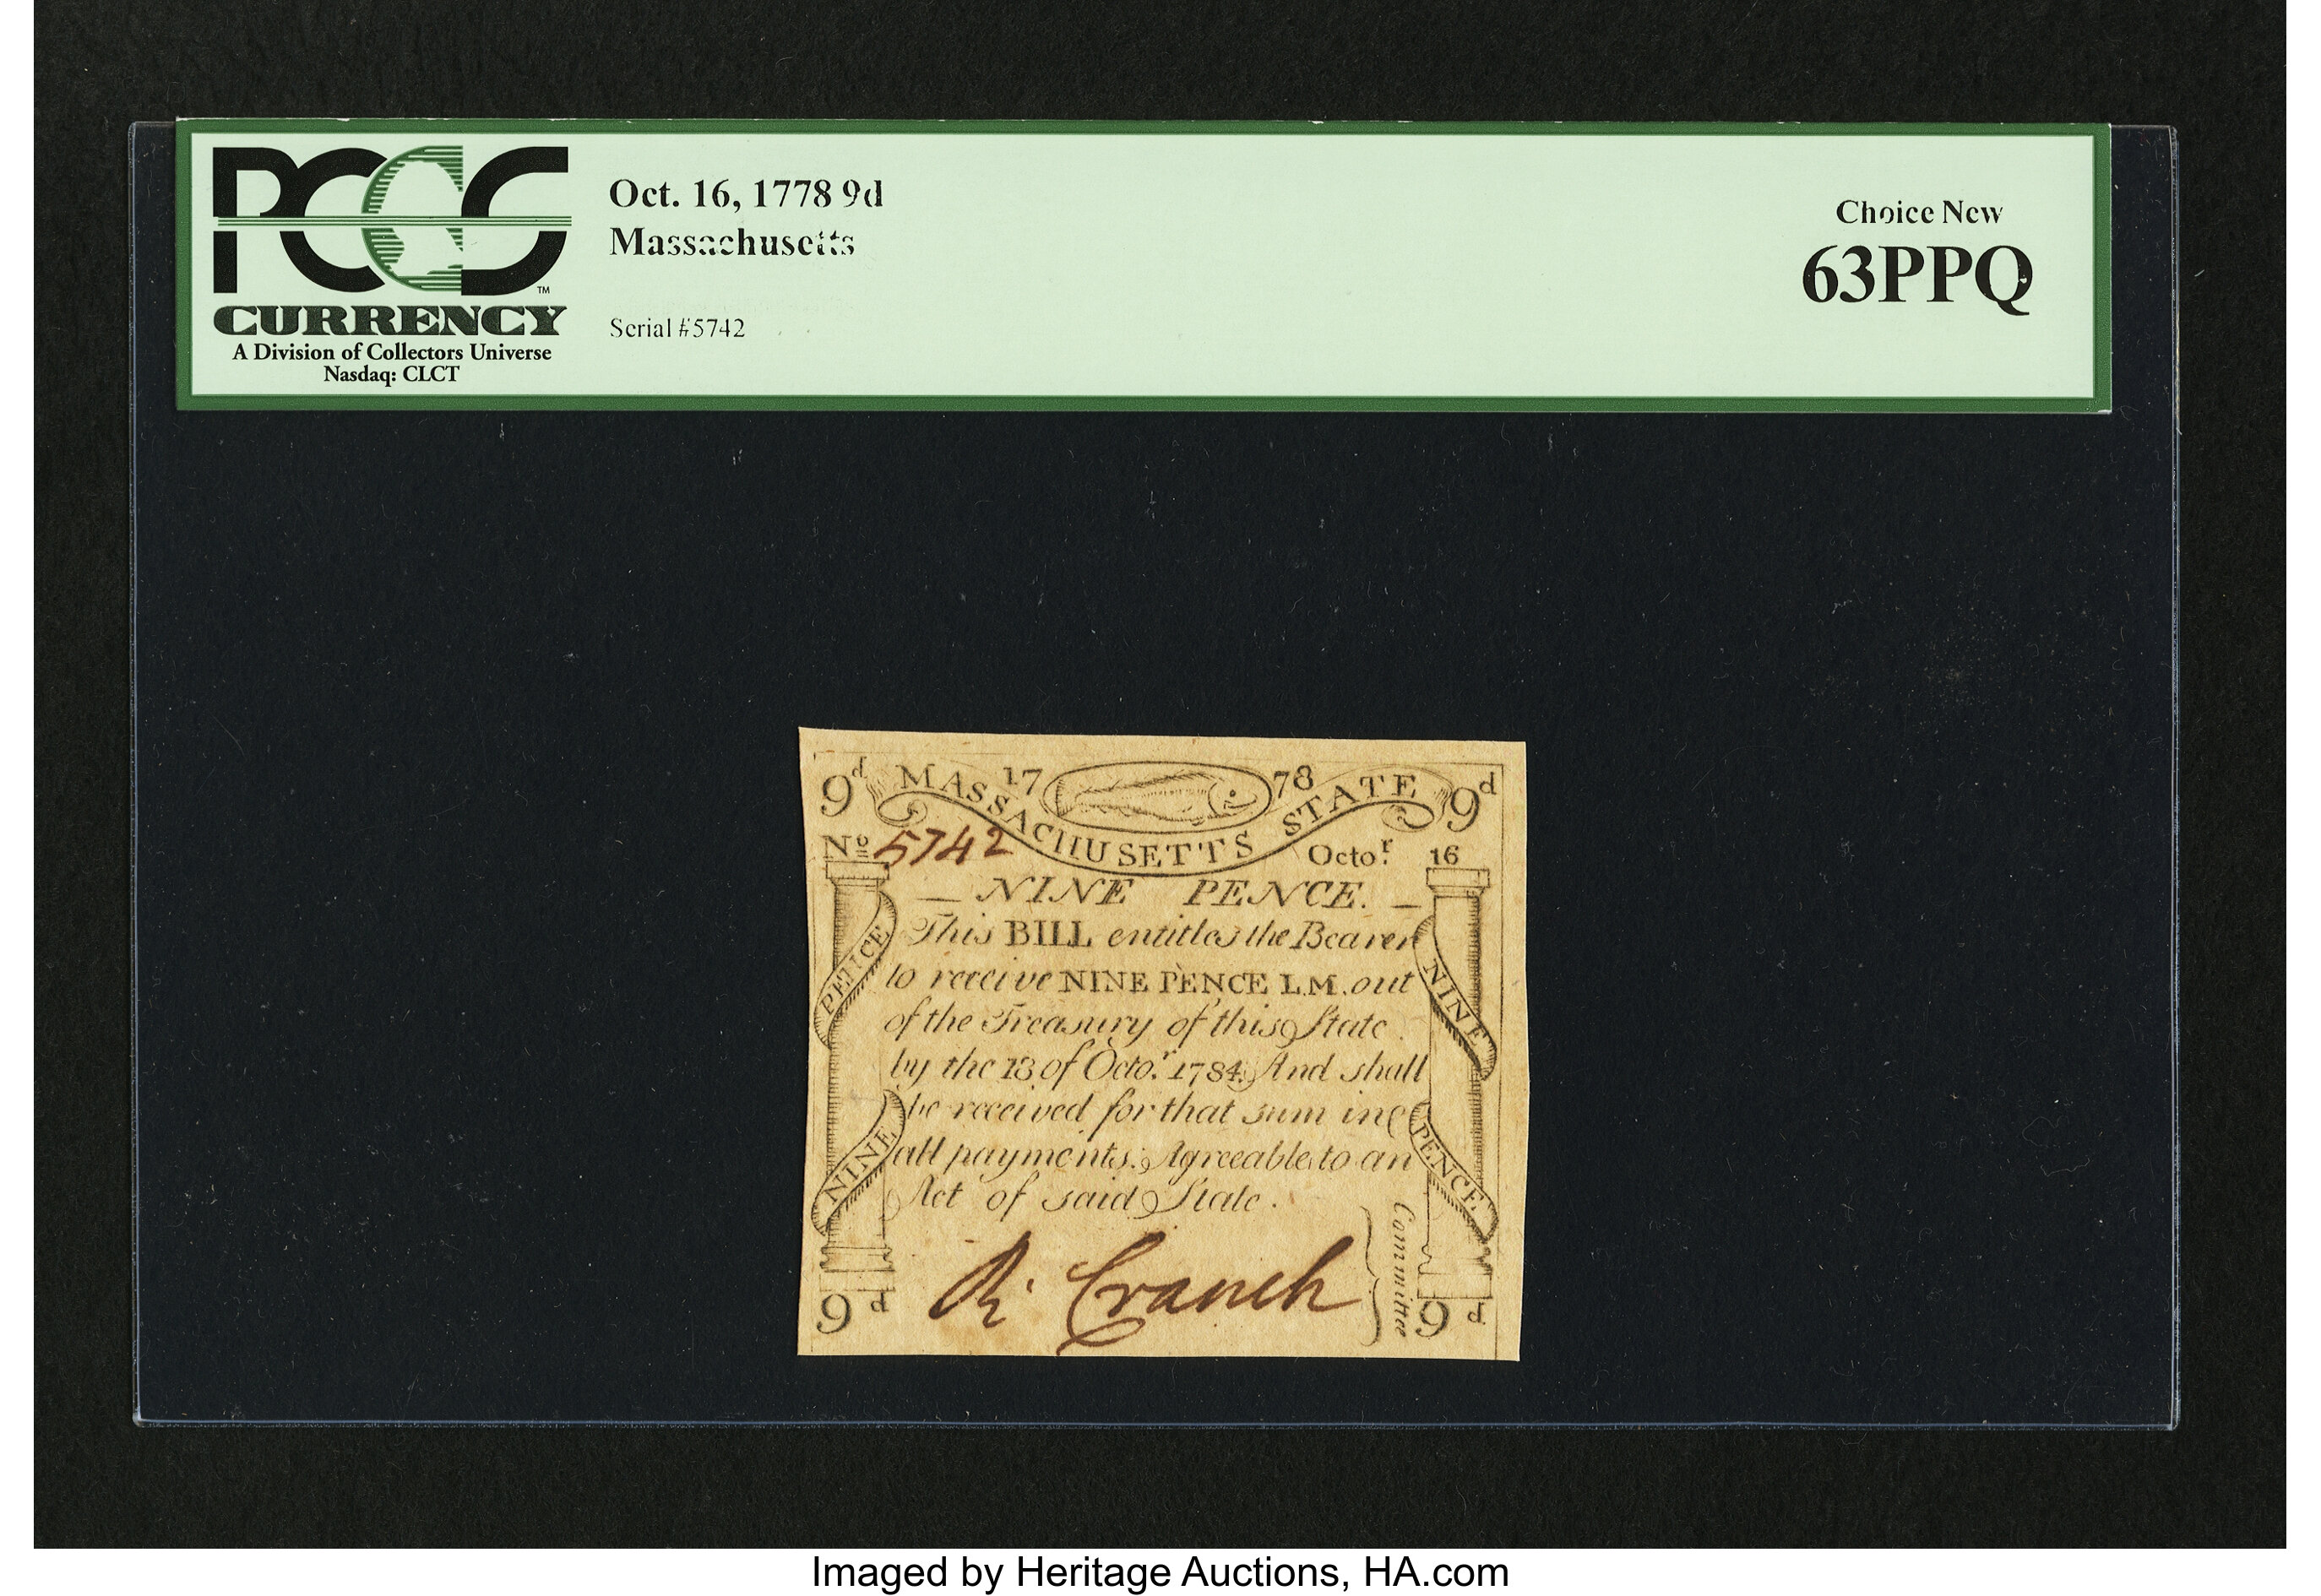 PCGS
CURRENCY
A Division of Collectors Universe
Nasdaq: CLCT
Oct. 16, 1778 9d
Massachusetts
Serial #5742
Choice New
63PPQ
9d 17 78 9d
MASSACHUSETTS STATE
No 5742 Octor. 16
— NINE PENCE. —
This BILL entitles the Bearer
to receive NINE PENCE L.M. out
of the Treasury of this State
by the 13 of Octor. 1784. And shall
be received for that sum in
all payments. Agreeable to an
Act of said State.
PENCE
NINE
NINE
PENCE.
R. Cranch
Committee
9d 9d
Imaged by Heritage Auctions, HA.com